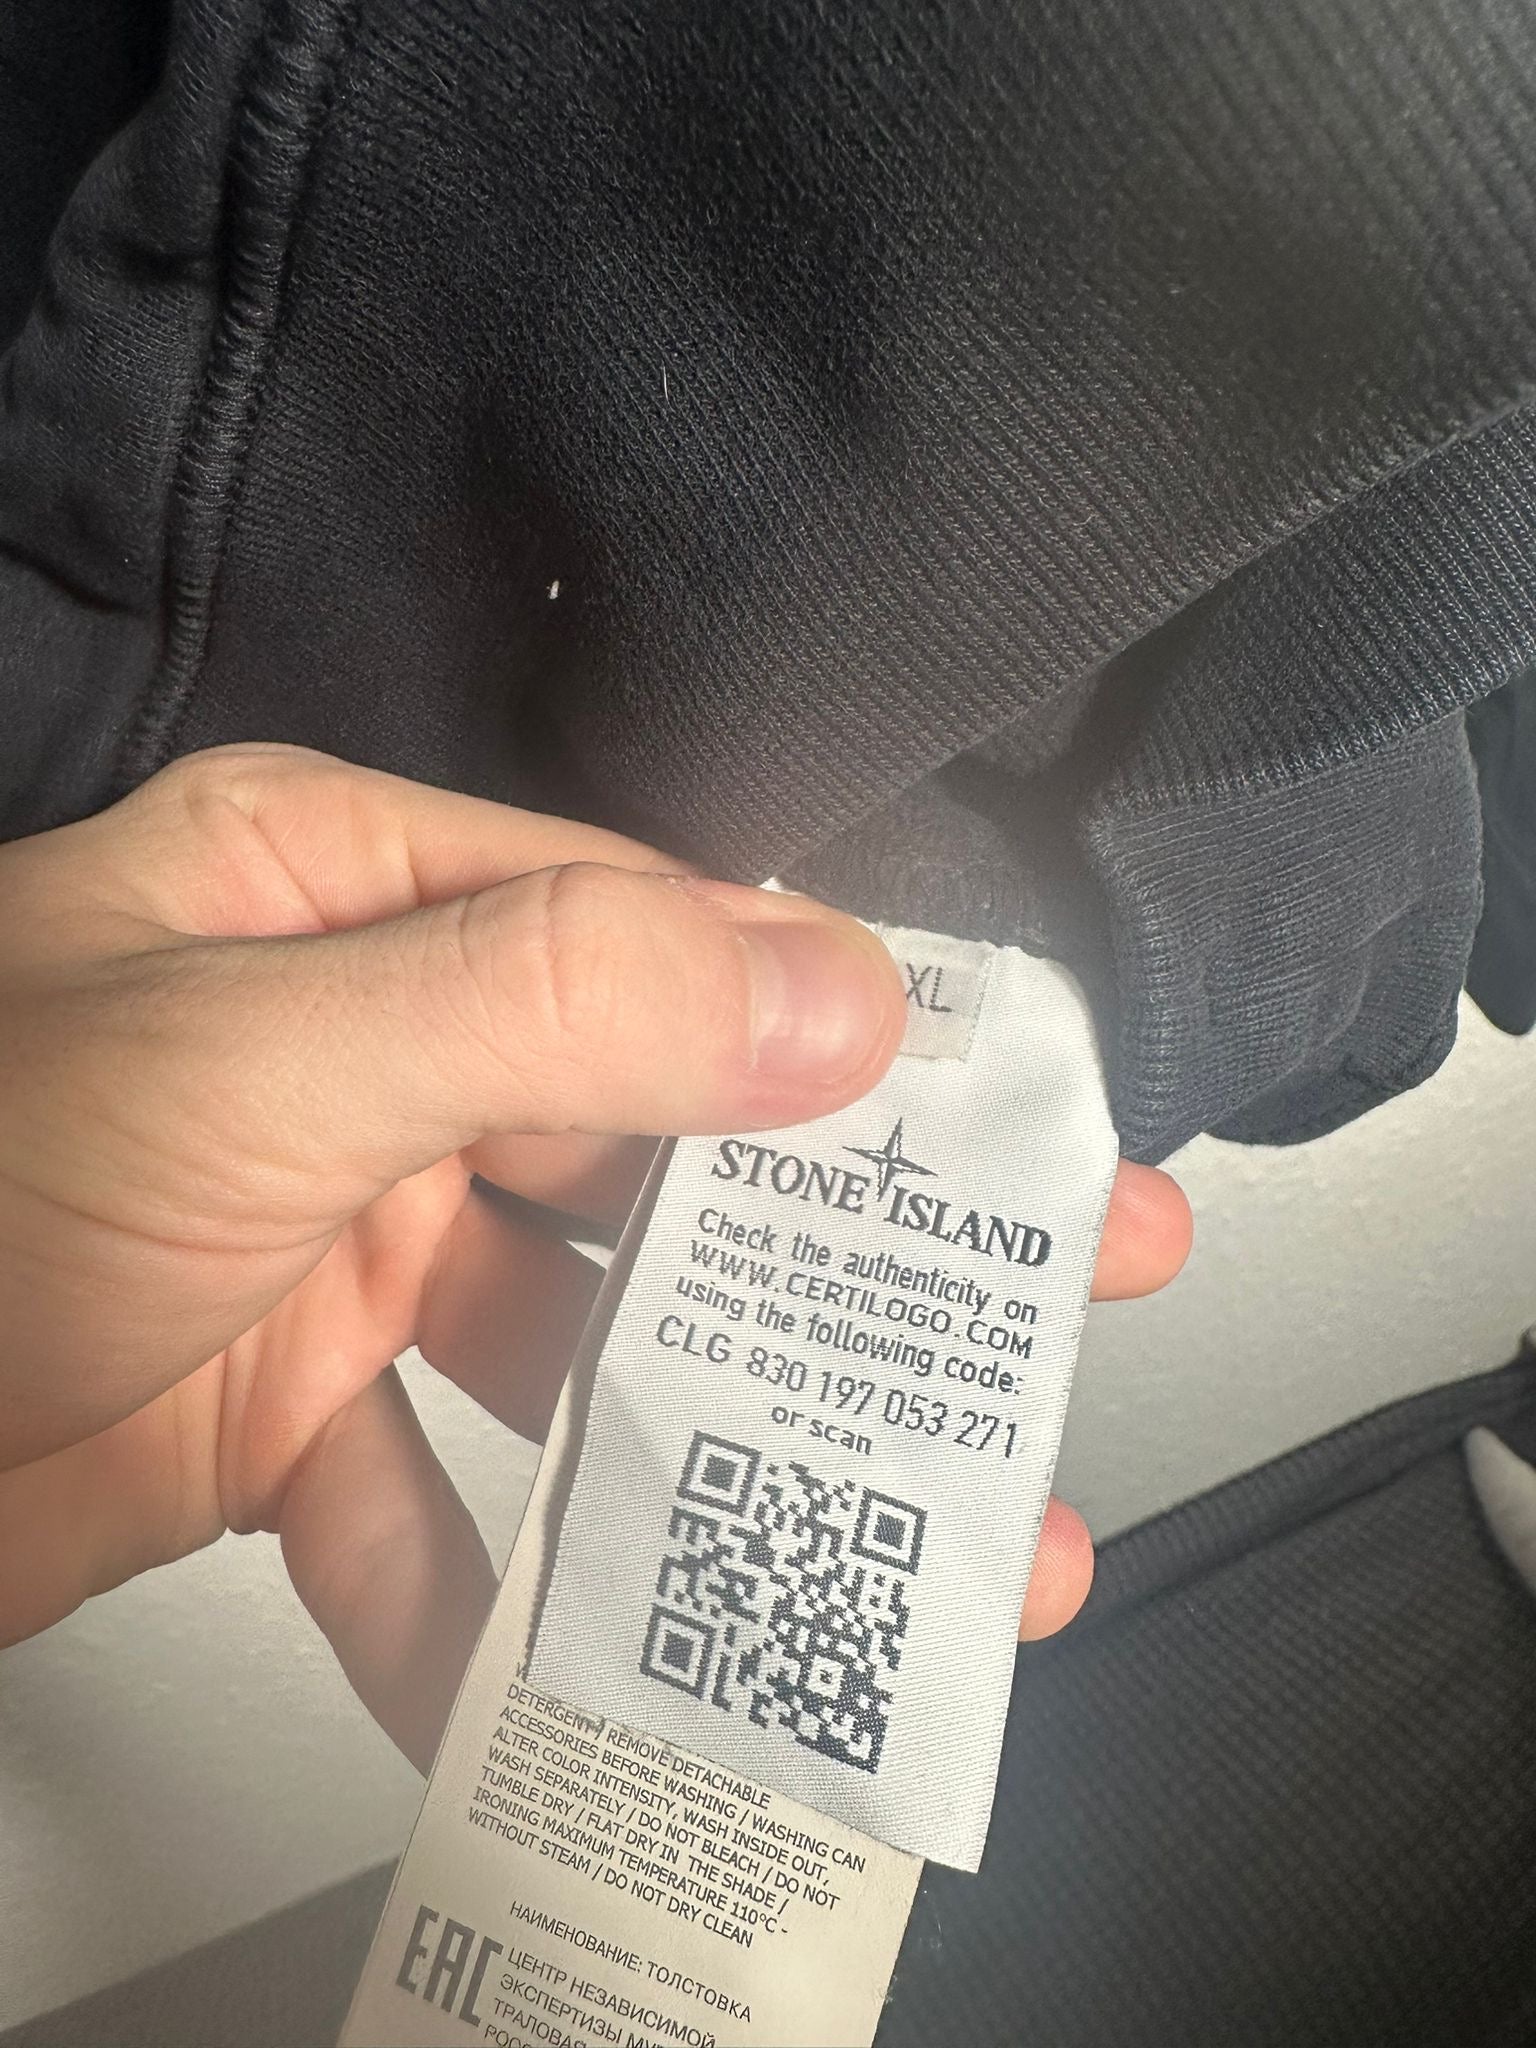 XL
STONE ISLAND
Check the authenticity on
WWW.CERTILOGO.COM
using the following code:
CLG 830 197 053 271
or scan
DETERGENT / REMOVE DETACHABLE
ACCESSORIES BEFORE WASHING / WASHING CAN
ALTER COLOR INTENSITY, WASH INSIDE OUT,
WASH SEPARATELY / DO NOT BLEACH / DO NOT
TUMBLE DRY / FLAT DRY IN THE SHADE /
IRONING MAXIMUM TEMPERATURE 110°C -
WITHOUT STEAM / DO NOT DRY CLEAN
НАИМЕНОВАНИЕ: ТОЛСТОВКА
EAC
ЦЕНТР НЕЗАВИСИМОЙ
ЭКСПЕРТИЗЫ